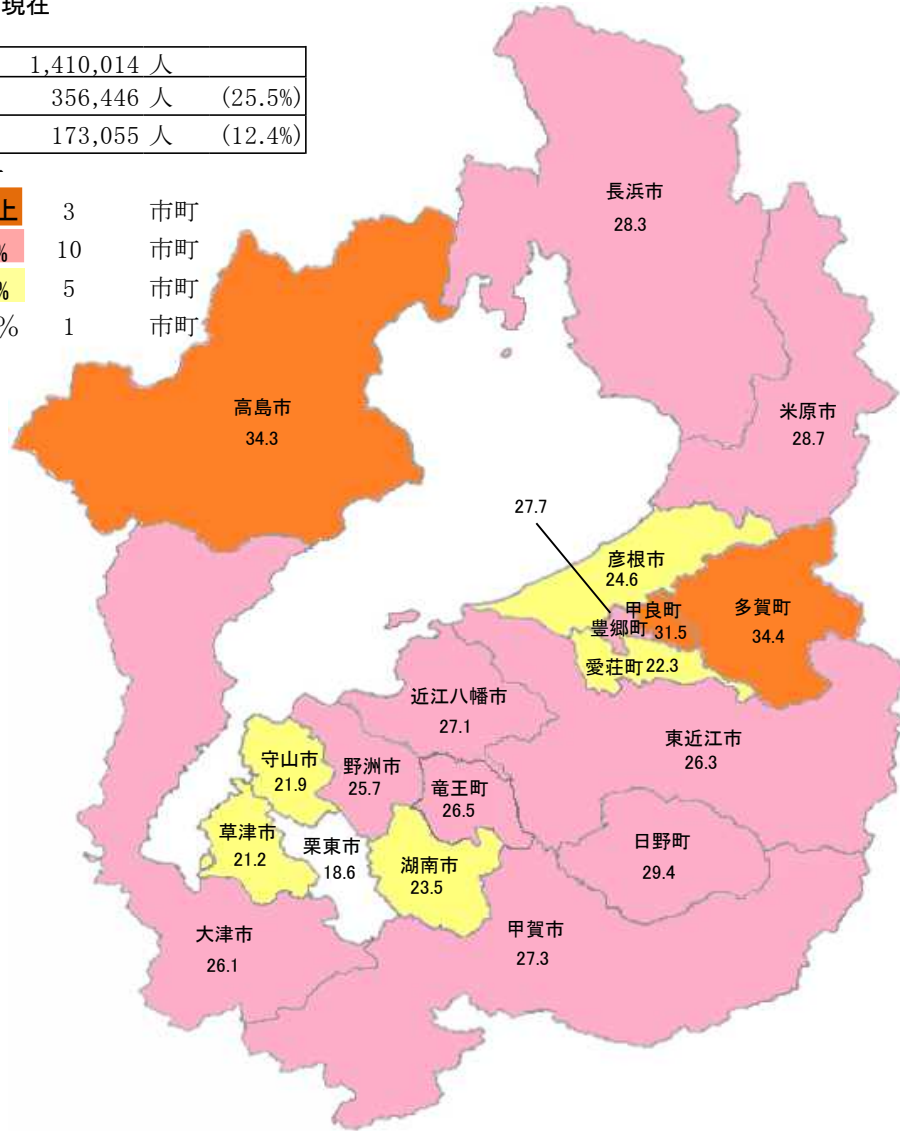 現在
1,410,014 人
356,446 人 (25.5%)
173,055 人 (12.4%)
上 3 市町
% 10 市町
% 5 市町
% 1 市町
長浜市
28.3
高島市
34.3
米原市
28.7
27.7
彦根市
24.6
甲良町
31.5
豊郷町
多賀町
34.4
愛荘町 22.3
近江八幡市
27.1
東近江市
26.3
守山市
21.9
野洲市
25.7
竜王町
26.5
草津市
21.2
栗東市
18.6
湖南市
23.5
日野町
29.4
大津市
26.1
甲賀市
27.3